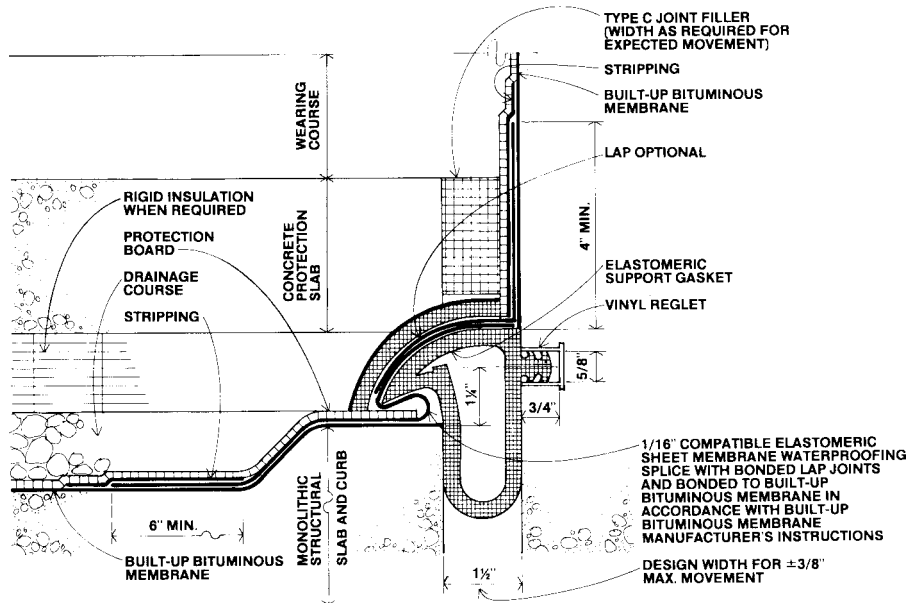 TYPE C JOINT FILLER
(WIDTH AS REQUIRED FOR
EXPECTED MOVEMENT)
STRIPPING
BUILT-UP BITUMINOUS
MEMBRANE
WEARING
COURSE
LAP OPTIONAL
RIGID INSULATION
WHEN REQUIRED
PROTECTION
BOARD
DRAINAGE
COURSE
STRIPPING
CONCRETE
PROTECTION
SLAB
4" MIN.
ELASTOMERIC
SUPPORT GASKET
VINYL REGLET
5/8"
1¼"
3/4"
1/16" COMPATIBLE ELASTOMERIC
SHEET MEMBRANE WATERPROOFING
SPLICE WITH BONDED LAP JOINTS
AND BONDED TO BUILT-UP
BITUMINOUS MEMBRANE IN
ACCORDANCE WITH BUILT-UP
BITUMINOUS MEMBRANE
MANUFACTURER'S INSTRUCTIONS
6" MIN.
MONOLITHIC
STRUCTURAL
SLAB AND CURB
BUILT-UP BITUMINOUS
MEMBRANE
1½"
DESIGN WIDTH FOR ±3/8"
MAX. MOVEMENT